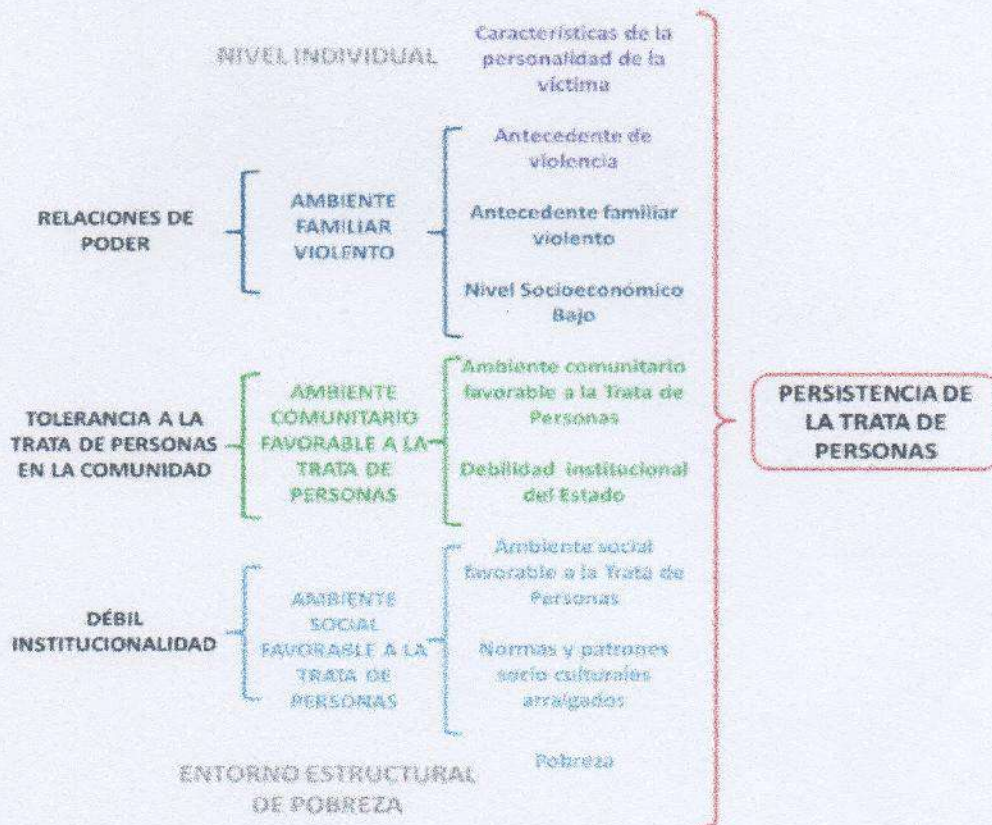 NIVEL INDIVIDUAL
Características de la
personalidad de la
víctima
RELACIONES DE
PODER
AMBIENTE
FAMILIAR
VIOLENTO
Antecedente de
violencia
Antecedente familiar
violento
Nivel Socioeconómico
Bajo
TOLERANCIA A LA
TRATA DE PERSONAS
EN LA COMUNIDAD
AMBIENTE
COMUNITARIO
FAVORABLE A LA
TRATA DE
PERSONAS
Ambiente comunitario
favorable a la Trata de
Personas
Debilidad institucional
del Estado
DÉBIL
INSTITUCIONALIDAD
AMBIENTE
SOCIAL
FAVORABLE A LA
TRATA DE
PERSONAS
Ambiente social
favorable a la Trata de
Personas
Normas y patrones
socio culturales
arraigados
ENTORNO ESTRUCTURAL
DE POBREZA
Pobreza
PERSISTENCIA DE
LA TRATA DE
PERSONAS